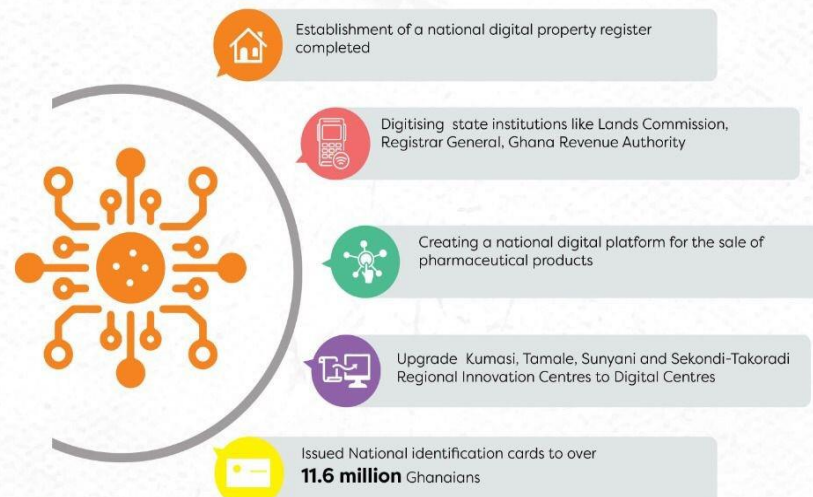 Establishment of a national digital property register
completed
Digitising state institutions like Lands Commission,
Registrar General, Ghana Revenue Authority
Creating a national digital platform for the sale of
pharmaceutical products
Upgrade Kumasi, Tamale, Sunyani and Sekondi-Takoradi
Regional Innovation Centres to Digital Centres
Issued National identification cards to over
11.6 million Ghanaians